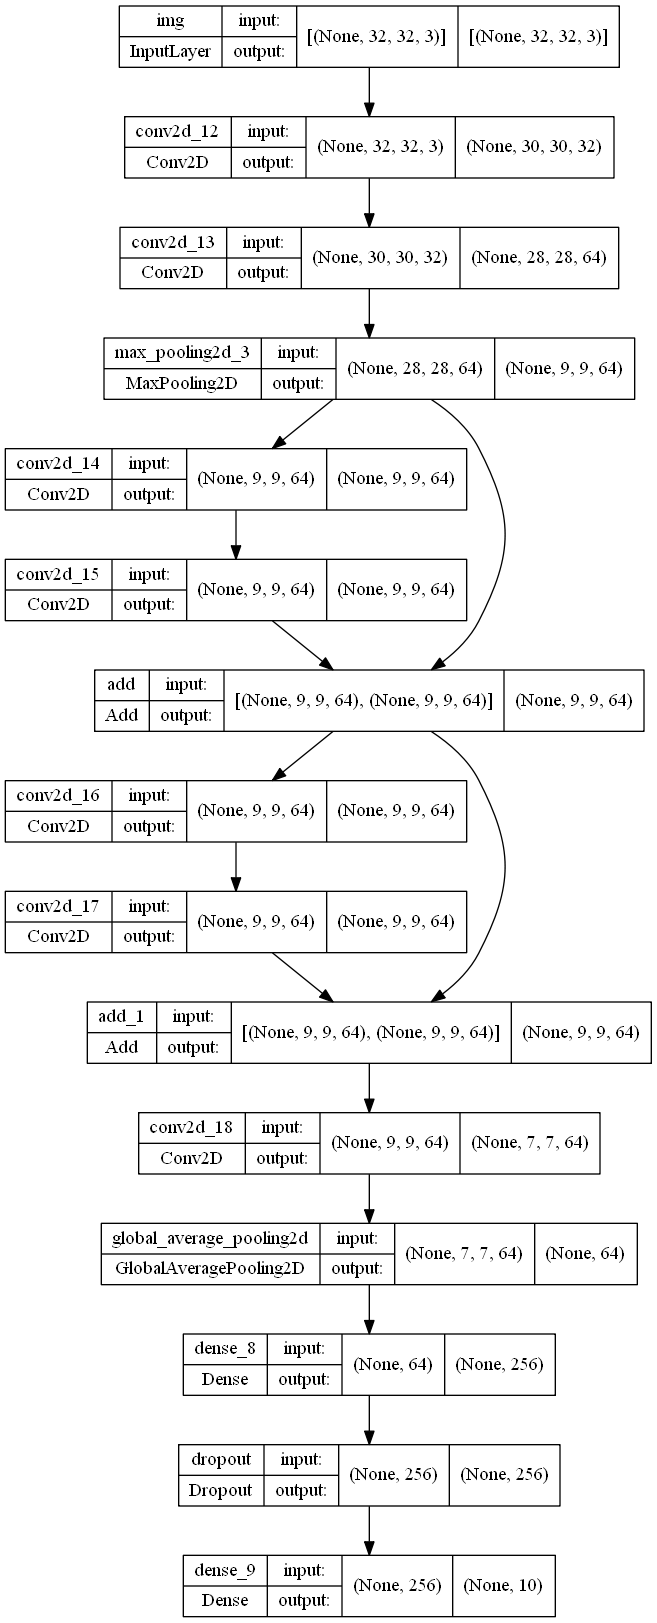 img input: [(None, 32, 32, 3)] [(None, 32, 32, 3)]
InputLayer output:
conv2d_12 input: (None, 32, 32, 3) (None, 30, 30, 32)
Conv2D output:
conv2d_13 input: (None, 30, 30, 32) (None, 28, 28, 64)
Conv2D output:
max_pooling2d_3 input: (None, 28, 28, 64) (None, 9, 9, 64)
MaxPooling2D output:
conv2d_14 input: (None, 9, 9, 64) (None, 9, 9, 64)
Conv2D output:
conv2d_15 input: (None, 9, 9, 64) (None, 9, 9, 64)
Conv2D output:
add input: [(None, 9, 9, 64), (None, 9, 9, 64)] (None, 9, 9, 64)
Add output:
conv2d_16 input: (None, 9, 9, 64) (None, 9, 9, 64)
Conv2D output:
conv2d_17 input: (None, 9, 9, 64) (None, 9, 9, 64)
Conv2D output:
add_1 input: [(None, 9, 9, 64), (None, 9, 9, 64)] (None, 9, 9, 64)
Add output:
conv2d_18 input: (None, 9, 9, 64) (None, 7, 7, 64)
Conv2D output:
global_average_pooling2d input: (None, 7, 7, 64) (None, 64)
GlobalAveragePooling2D output:
dense_8 input: (None, 64) (None, 256)
Dense output:
dropout input: (None, 256) (None, 256)
Dropout output:
dense_9 input: (None, 256) (None, 10)
Dense output: